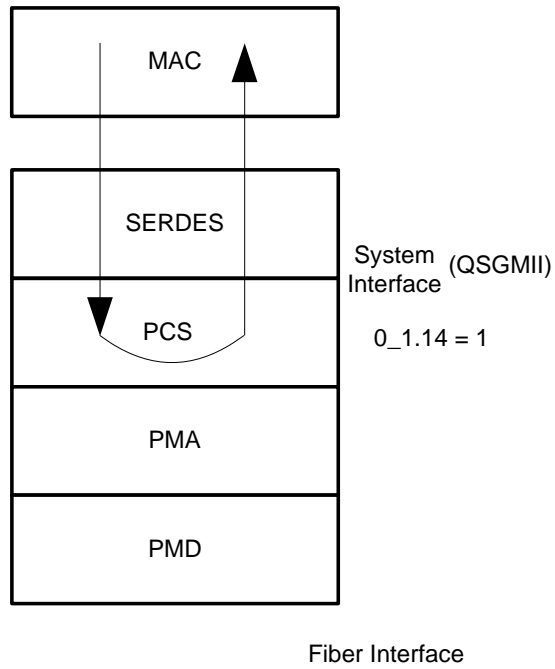 MAC
SERDES
System
Interface
(QSGMII)
PCS
0_1.14 = 1
PMA
PMD
Fiber Interface